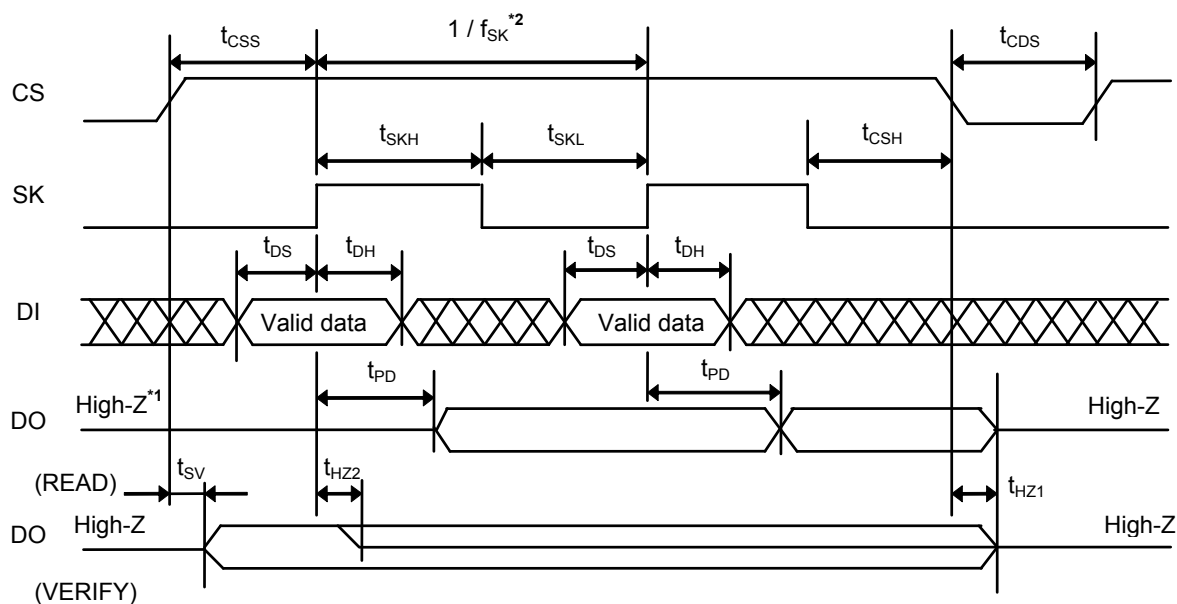 tCSS 1 / fSK*2 tCDS
CS
tSKH tSKL tCSH
SK
tDS tDH tDS tDH
DI Valid data Valid data
tPD tPD
DO High-Z*1 High-Z
(READ) tSV tHZ2 tHZ1
DO High-Z High-Z
(VERIFY)